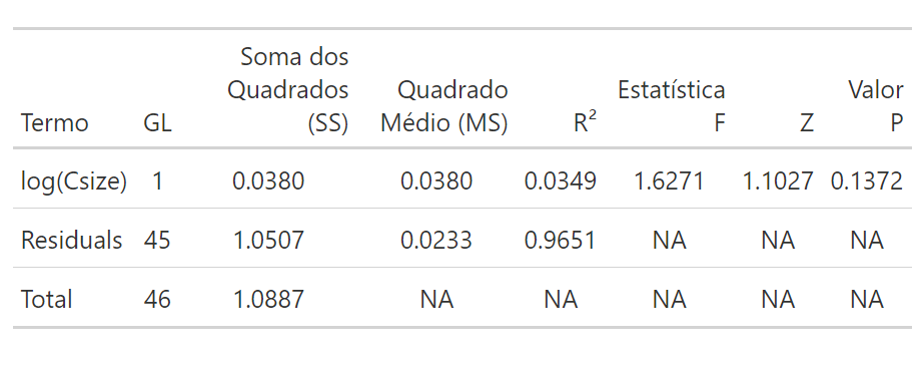 Termo GL Soma dos Quadrados (SS) Quadrado Médio (MS) R² Estatística F Z Valor P
log(Csize) 1 0.0380 0.0380 0.0349 1.6271 1.1027 0.1372
Residuals 45 1.0507 0.0233 0.9651 NA NA NA
Total 46 1.0887 NA NA NA NA NA